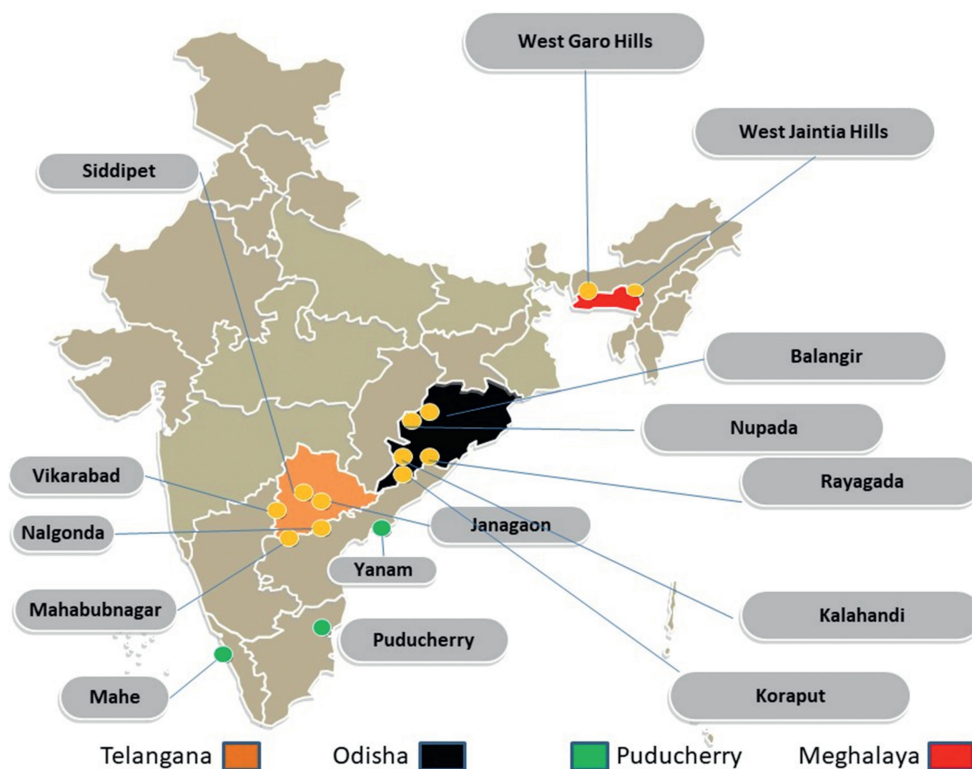 West Garo Hills
West Jaintia Hills
Siddipet
Balangir
Nupada
Vikarabad
Rayagada
Nalgonda
Janagaon
Yanam
Mahabubnagar
Kalahandi
Puducherry
Mahe
Koraput
Telangana
Odisha
Puducherry
Meghalaya